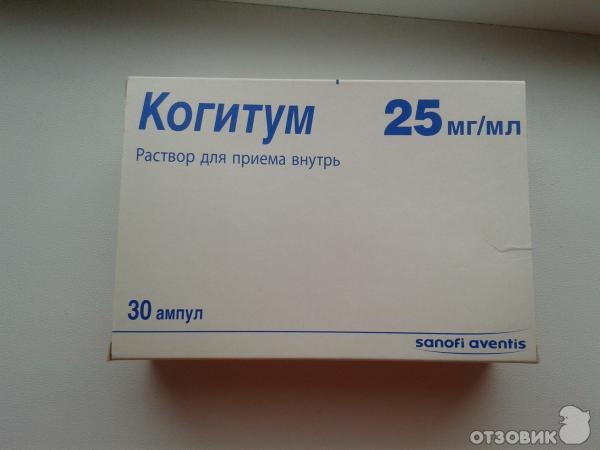 Когитум 25 мг/мл
Раствор для приема внутрь
30 ампул
sanofi aventis
ОТЗОВИК